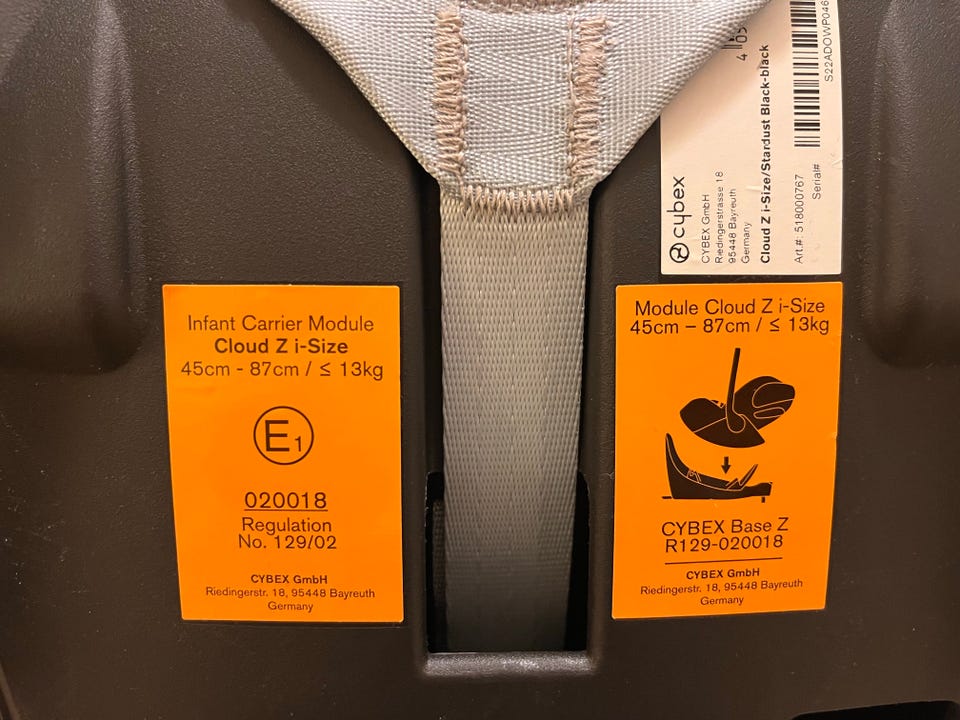 Infant Carrier Module
Cloud Z i-Size
45cm - 87cm / ≤ 13kg
E1
020018
Regulation
No. 129/02
CYBEX GmbH
Riedingerstr. 18, 95448 Bayreuth
Germany
cybex
CYBEX GmbH
Riedingerstrasse 18
95448 Bayreuth
Germany
Cloud Z i-Size/Stardust Black-black
Art.#: 518000767
Serial#
Module Cloud Z i-Size
45cm – 87cm / ≤ 13kg
CYBEX Base Z
R129-020018
CYBEX GmbH
Riedingerstr. 18, 95448 Bayreuth
Germany